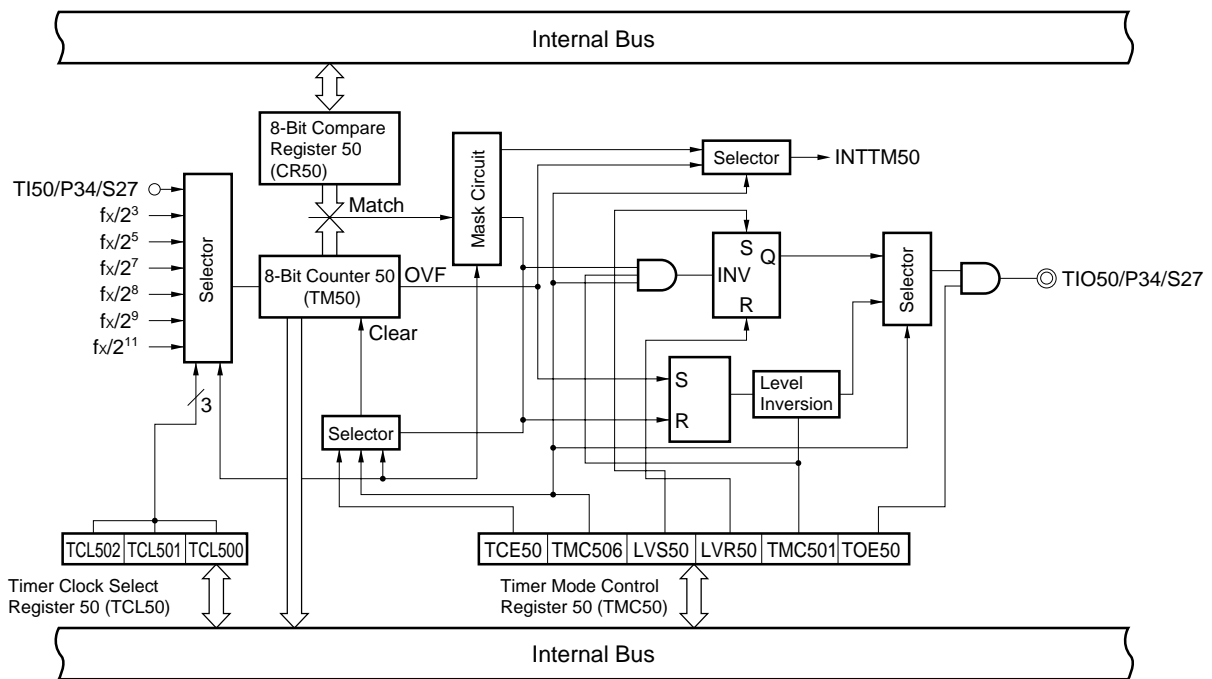 Internal Bus
8-Bit Compare
Register 50
(CR50)
Mask Circuit
Selector
INTTM50
TI50/P34/S27
fX/2³
fX/2⁵
fX/2⁷
fX/2⁸
fX/2⁹
fX/2¹¹
Selector
Match
8-Bit Counter 50
(TM50)
OVF
Clear
S
Q
INV
R
Selector
TIO50/P34/S27
3
Selector
S
R
Level
Inversion
TCL502 TCL501 TCL500
TCE50 TMC506 LVS50 LVR50 TMC501 TOE50
Timer Clock Select
Register 50 (TCL50)
Timer Mode Control
Register 50 (TMC50)
Internal Bus